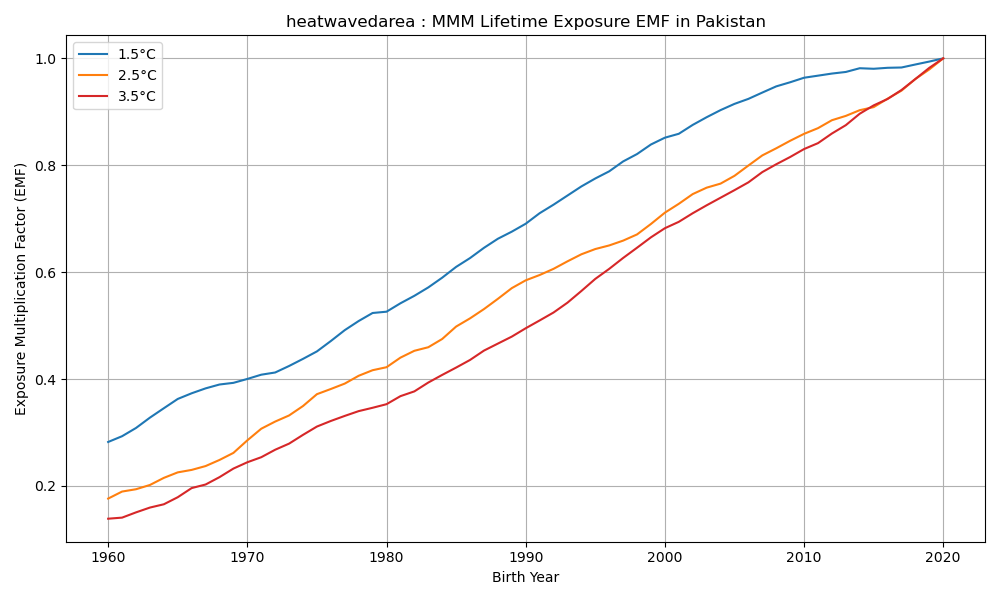 heatwavedarea : MMM Lifetime Exposure EMF in Pakistan
1.5°C
2.5°C
3.5°C
Exposure Multiplication Factor (EMF)
1.0
0.8
0.6
0.4
0.2
1960 1970 1980 1990 2000 2010 2020
Birth Year